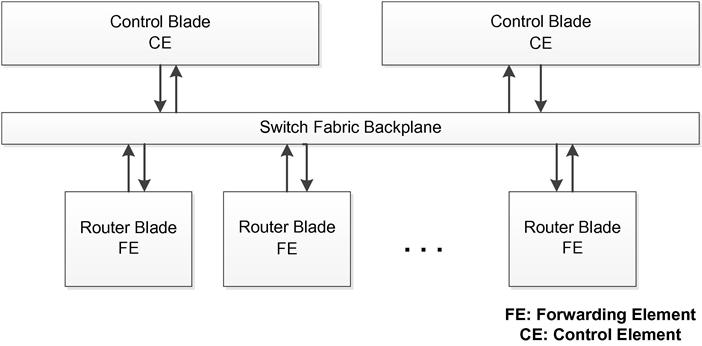 Control Blade
CE
Control Blade
CE
Switch Fabric Backplane
Router Blade
FE
Router Blade
FE
. . .
Router Blade
FE
FE: Forwarding Element
CE: Control Element